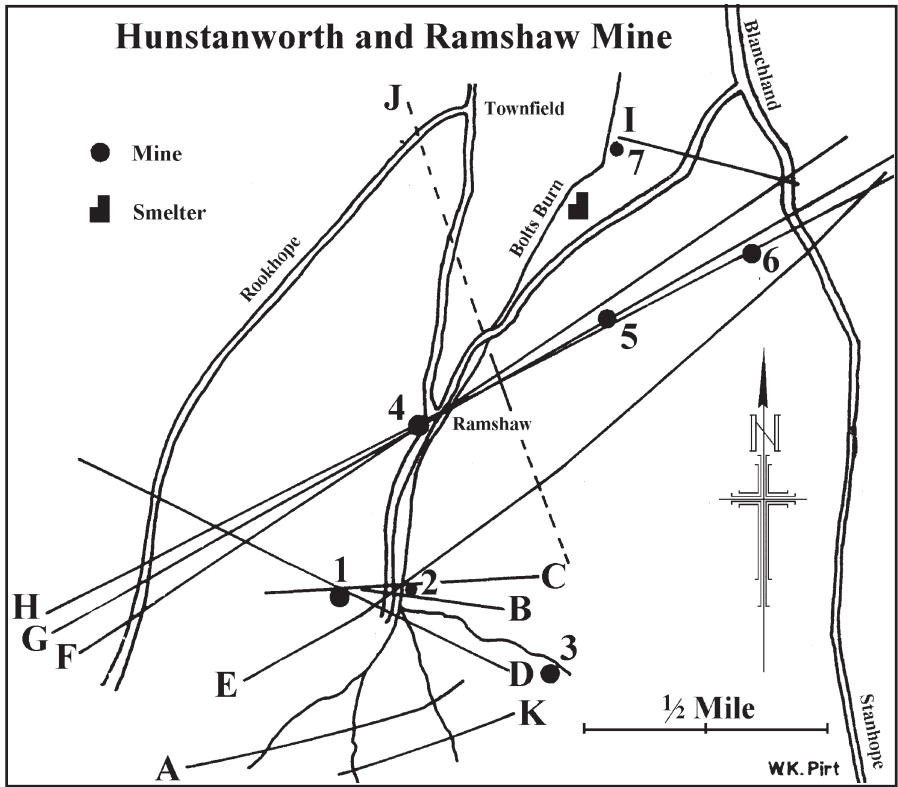 Hunstanworth and Ramshaw Mine
Blanchland
J
Townfield
I
Mine
7
Smelter
Bolts Burn
Rookhope
6
5
4
Ramshaw
N
1
2
C
B
H
G
F
E
D
3
K
½ Mile
Stanhope
A
W.K. Pirt